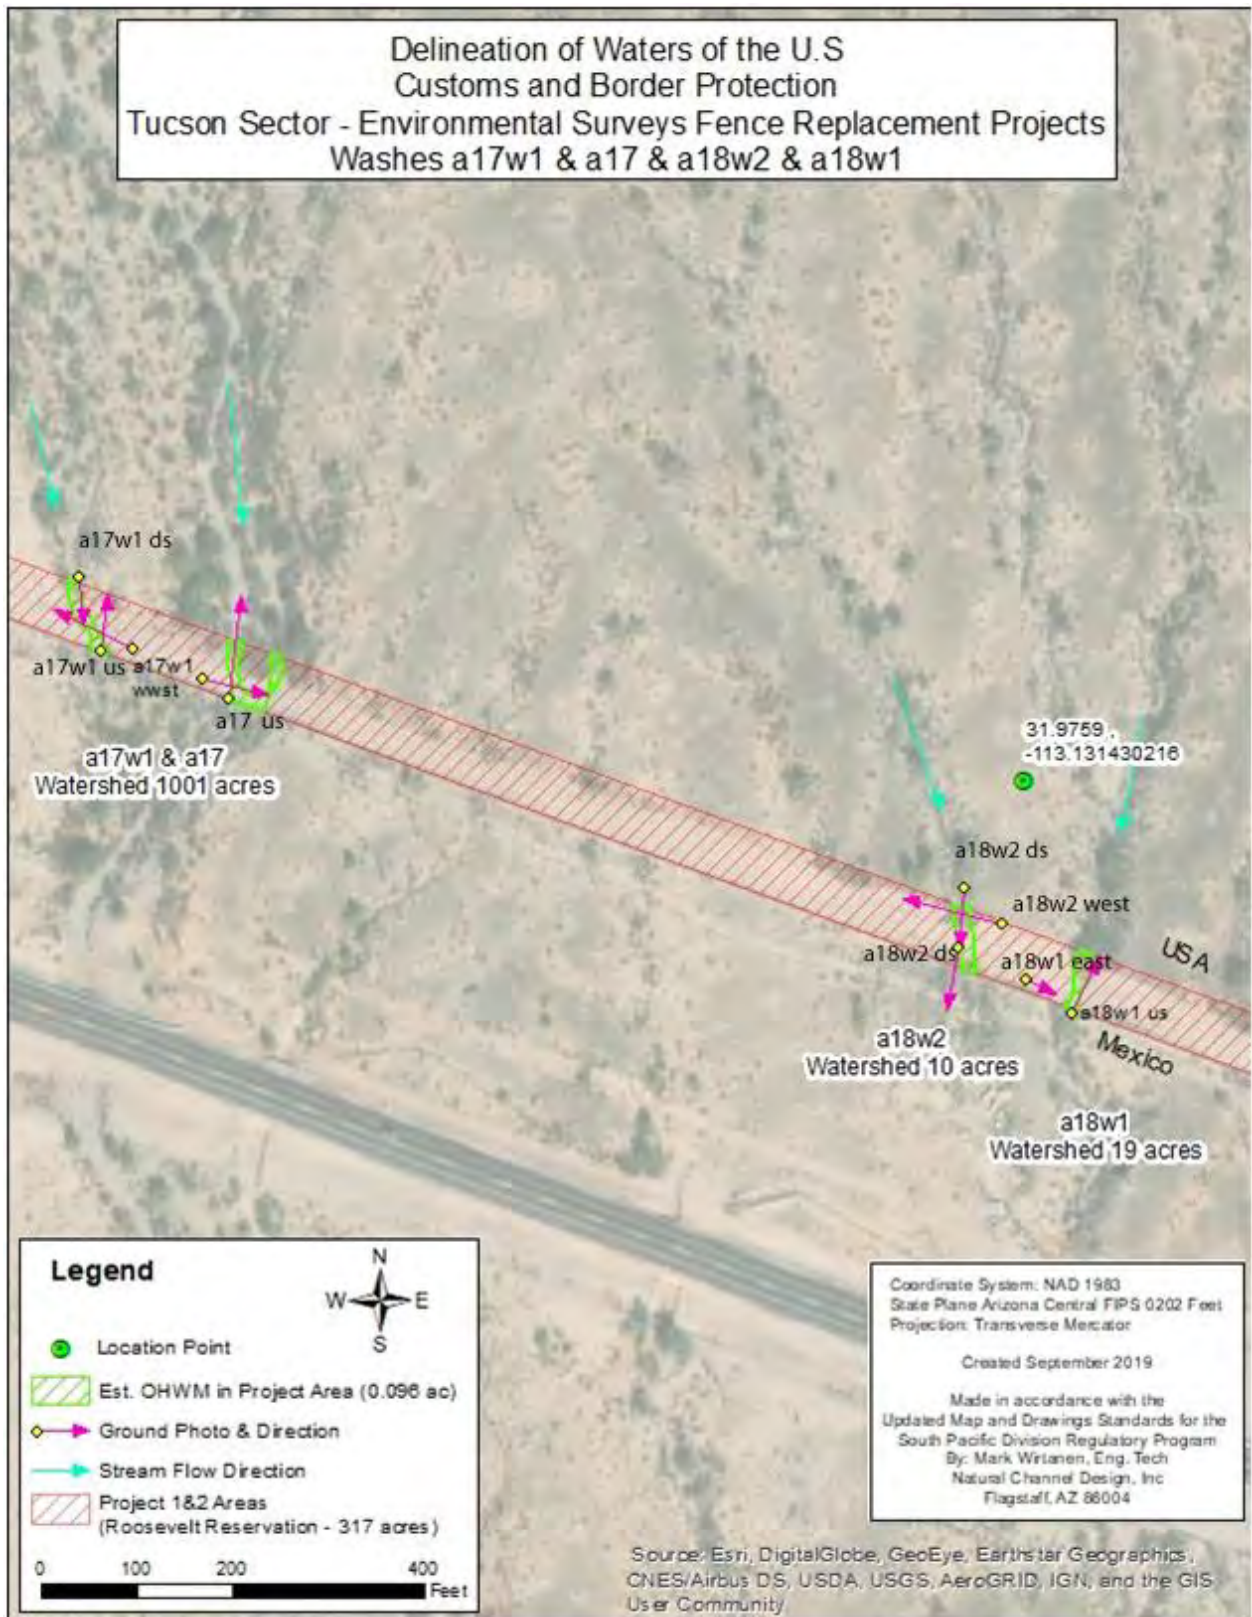 Delineation of Waters of the U.S
Customs and Border Protection
Tucson Sector - Environmental Surveys Fence Replacement Projects
Washes a17w1 & a17 & a18w2 & a18w1
a17w1 ds
a17w1 us
a17w1
wwst
a17 us
a17w1 & a17
Watershed 1001 acres
31.9759 ,
-113.131430216
a18w2 ds
a18w2 west
a18w2 ds
a18w1 east
USA
a18w1 us
Mexico
a18w2
Watershed 10 acres
a18w1
Watershed 19 acres
Legend
N
W
E
S
Location Point
Est. OHWM in Project Area (0.096 ac)
Ground Photo & Direction
Stream Flow Direction
Project 1&2 Areas
(Roosevelt Reservation - 317 acres)
0 100 200 400
Feet
Coordinate System: NAD 1983
State Plane Arizona Central FIPS 0202 Feet
Projection: Transverse Mercator
Created September 2019
Made in accordance with the
Updated Map and Drawings Standards for the
South Pacific Division Regulatory Program
By: Mark Wirtanen, Eng. Tech
Natural Channel Design, Inc
Flagstaff, AZ 86004
Source: Esri, DigitalGlobe, GeoEye, Earthstar Geographics,
CNES/Airbus DS, USDA, USGS, AeroGRID, IGN, and the GIS
User Community